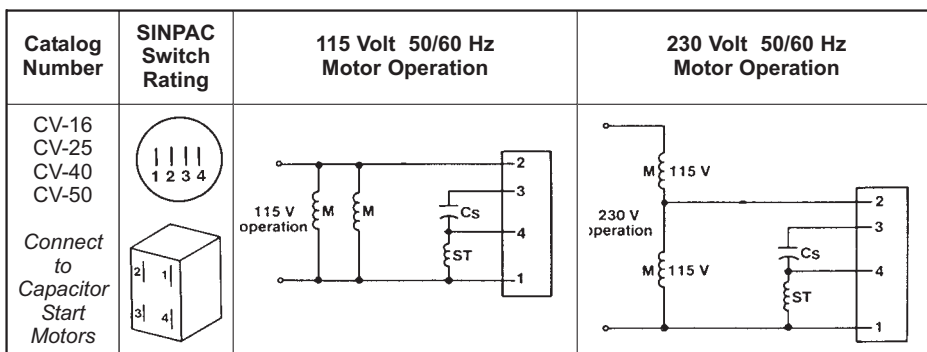 Catalog
Number
SINPAC
Switch
Rating
115 Volt 50/60 Hz
Motor Operation
230 Volt 50/60 Hz
Motor Operation
CV-16
CV-25
CV-40
CV-50
Connect
to
Capacitor
Start
Motors
1 2 3 4
2 1
3 4
115 V
operation
M
M
CS
ST
2
3
4
1
230 V
peration
M 115 V
M 115 V
CS
ST
2
3
4
1